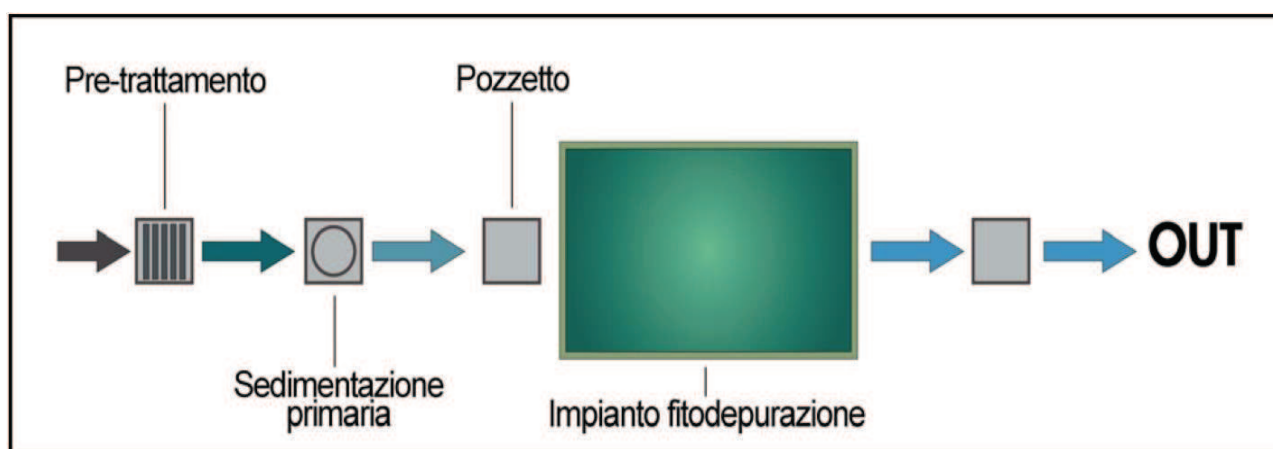 Pre-trattamento
Pozzetto
OUT
Sedimentazione
primaria
Impianto fitodepurazione